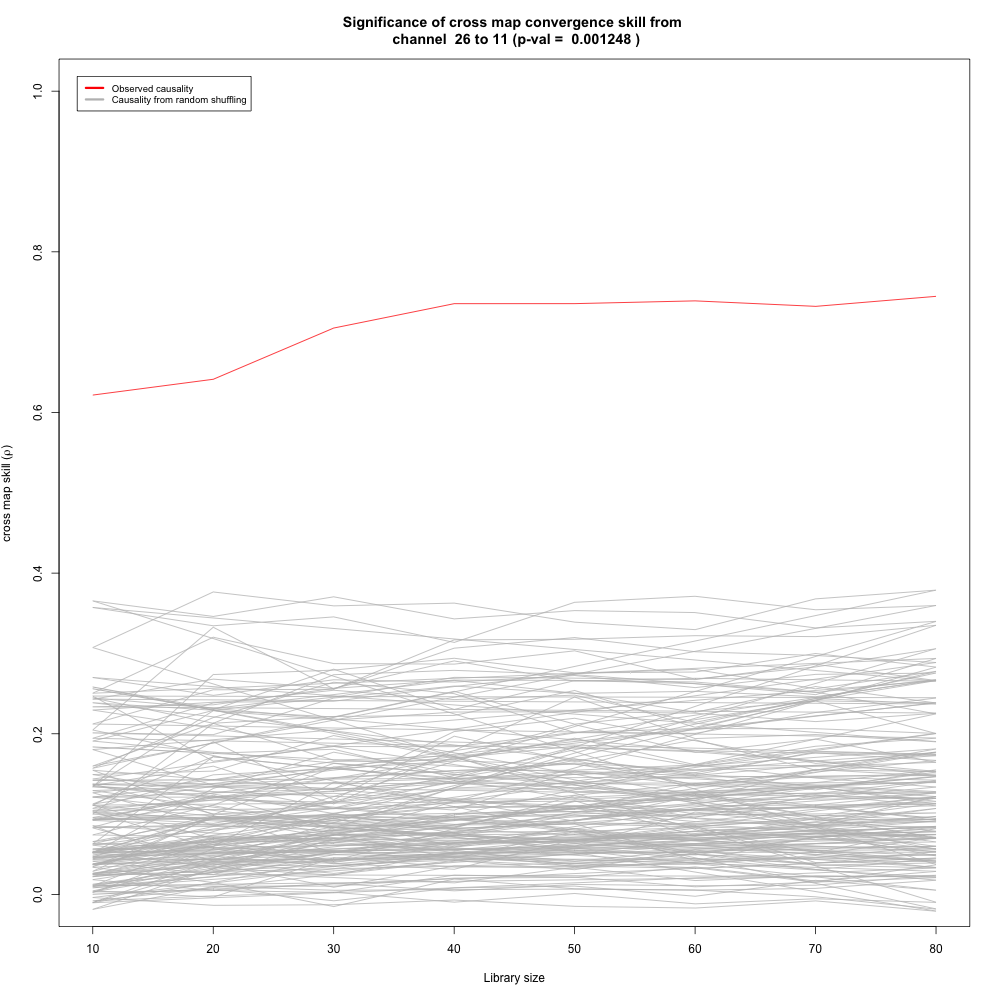 Significance of cross map convergence skill from
channel  26 to 11 (p-val =  0.001248 )
Observed causality
Causality from random shuffling
1.0
0.8
0.6
0.4
0.2
0.0
cross map skill (ρ)
10 20 30 40 50 60 70 80
Library size